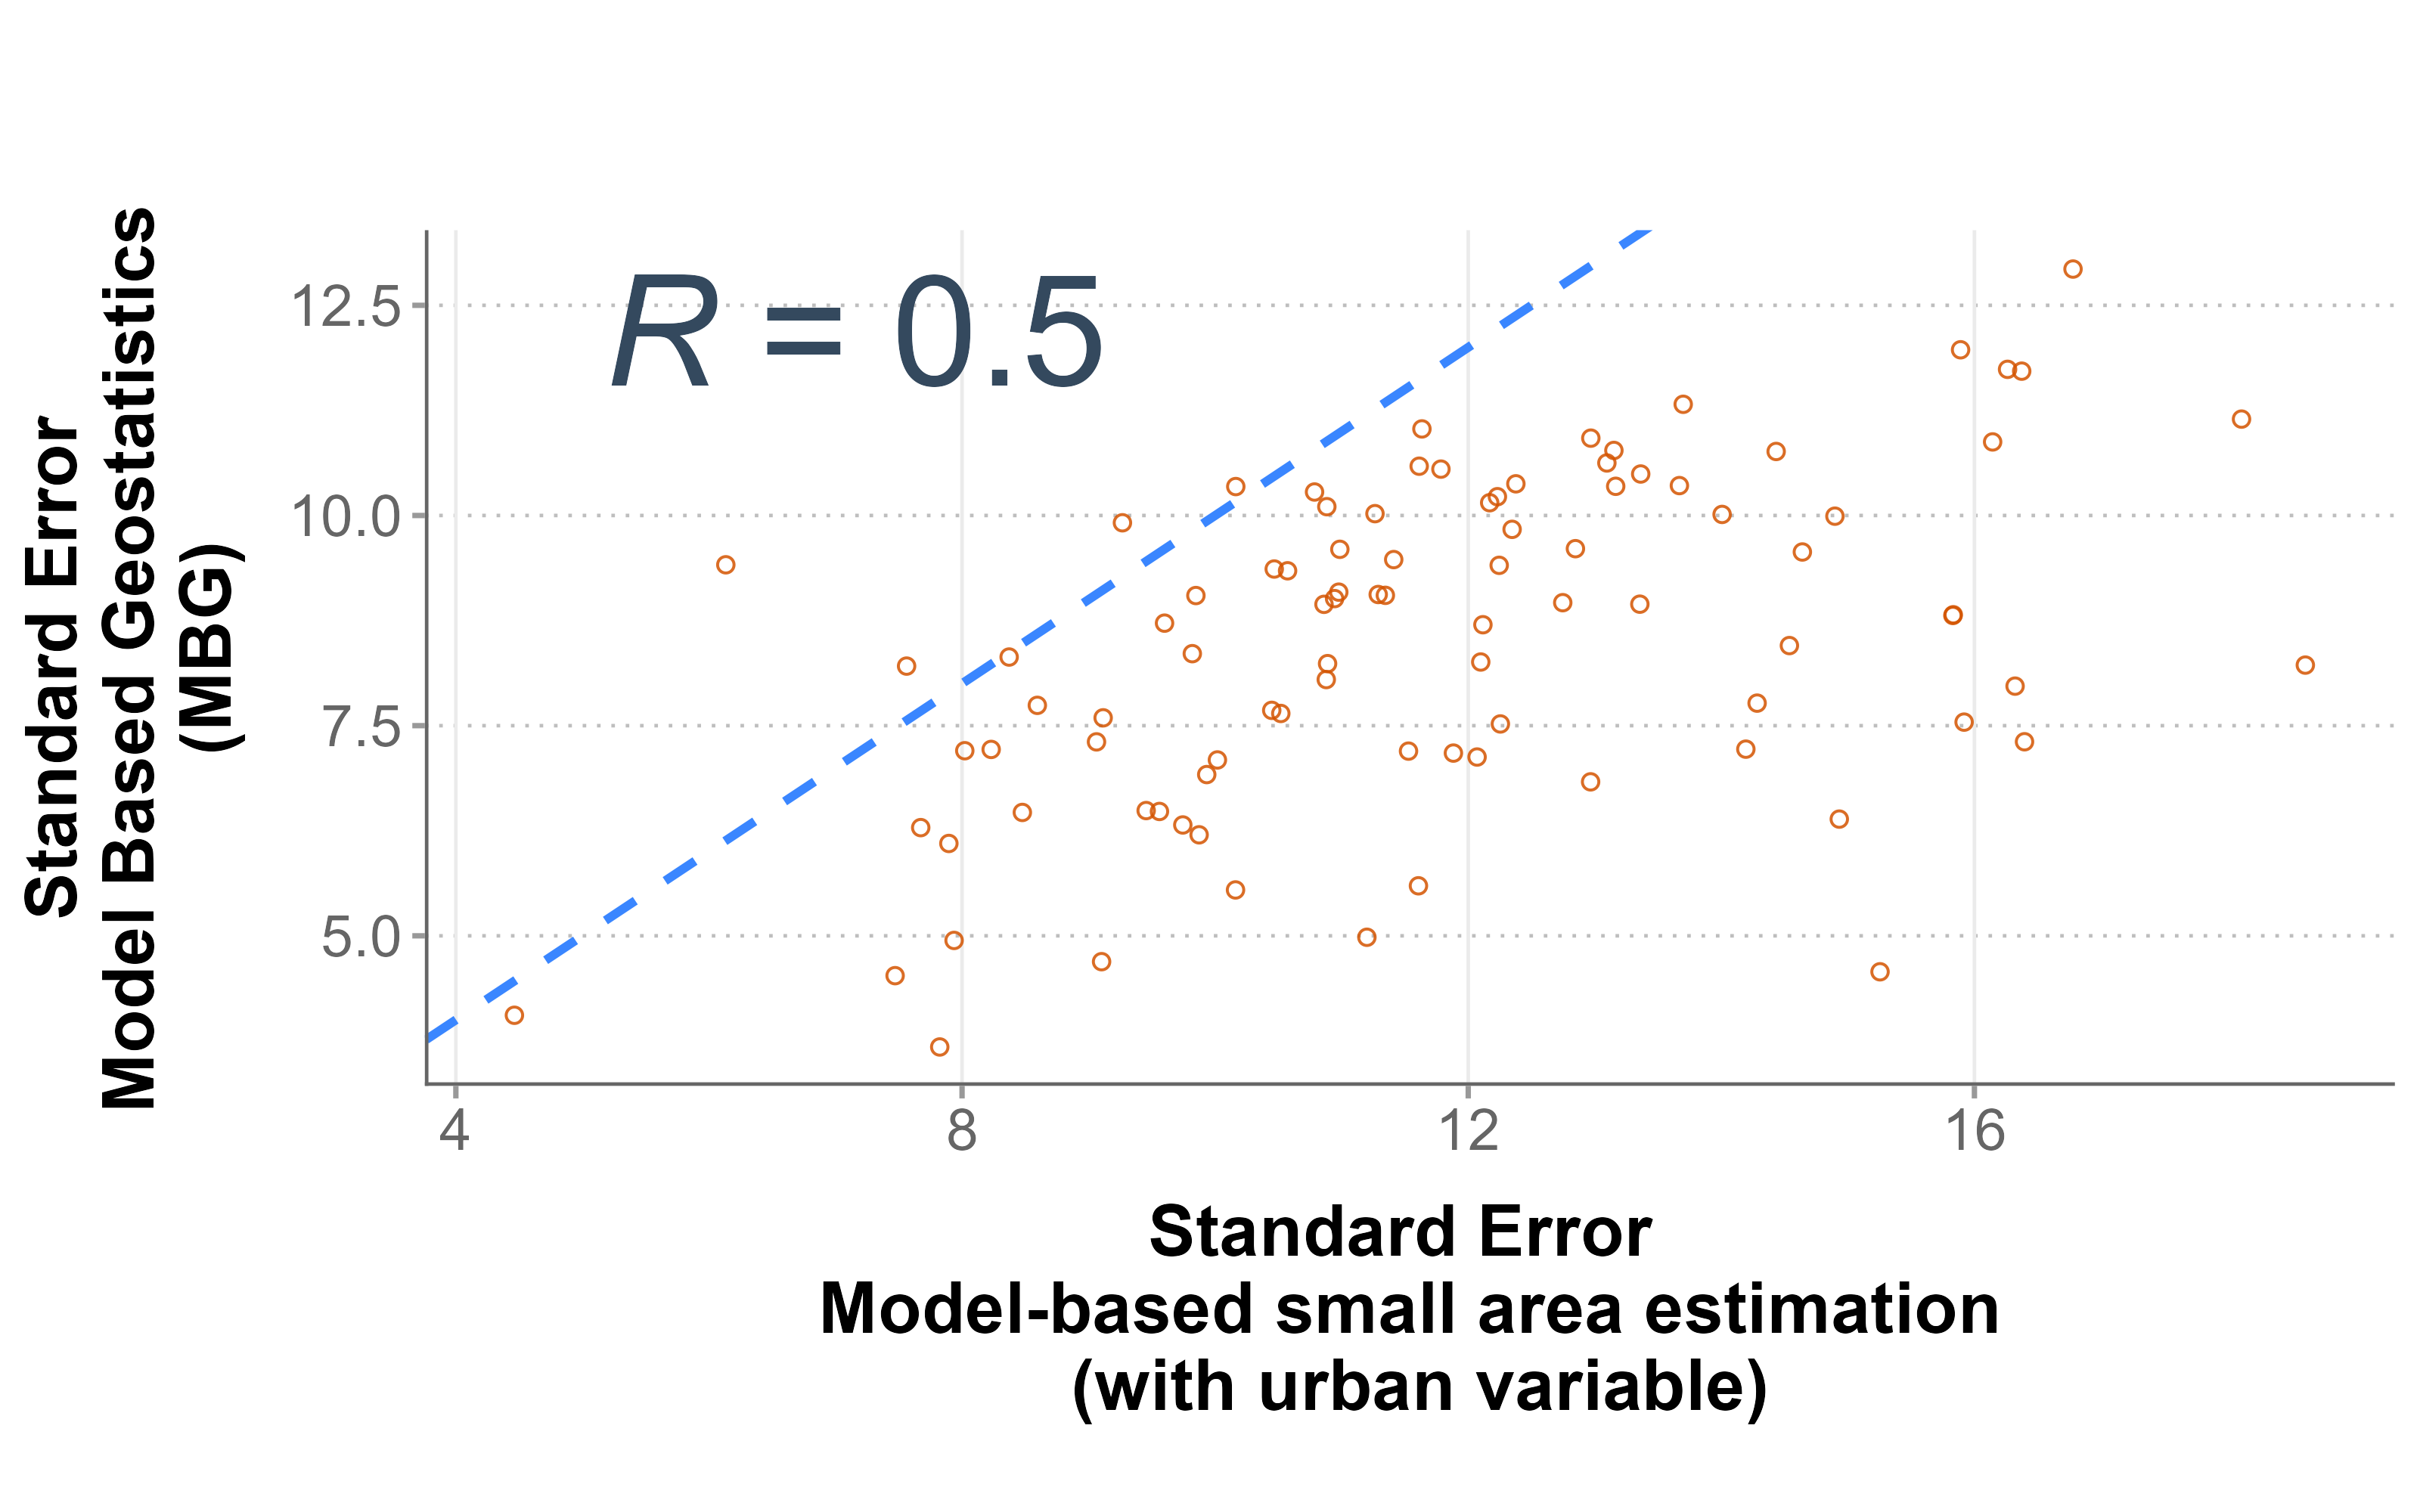 Standard Error
Model Based Geostatistics
(MBG)
R = 0.5
12.5
10.0
7.5
5.0
4 8 12 16
Standard Error
Model-based small area estimation
(with urban variable)